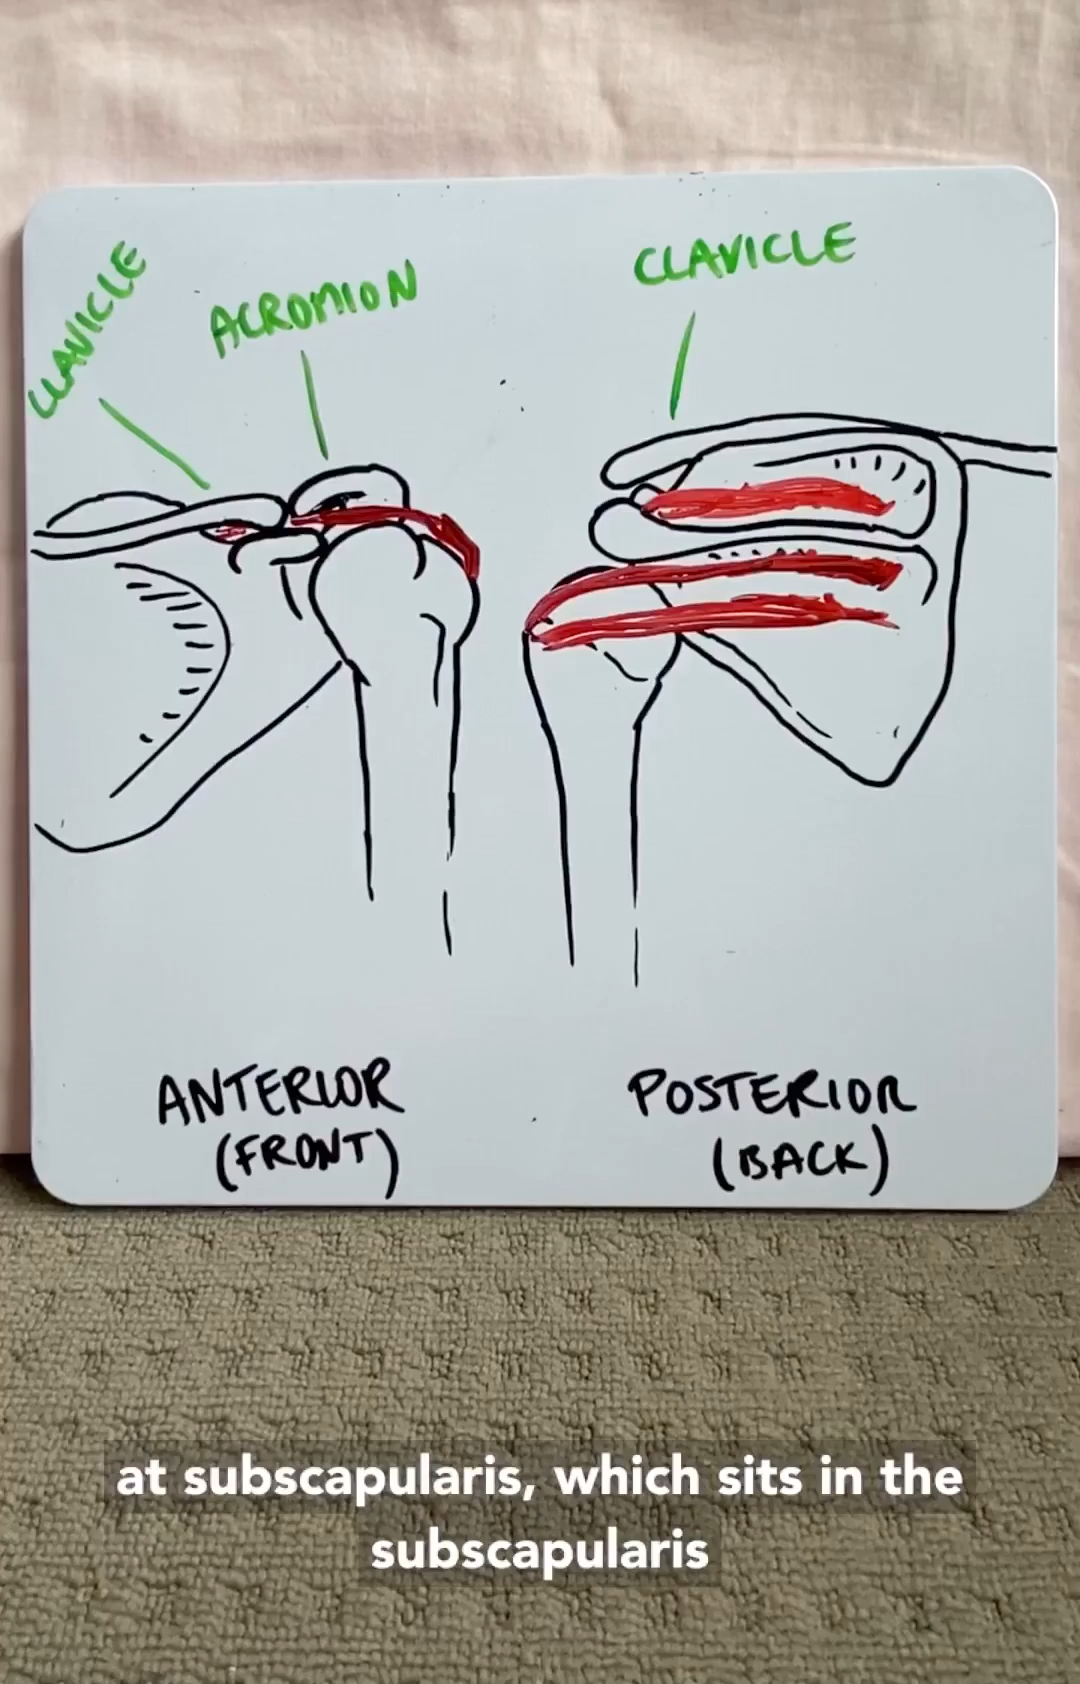 CLAVICLE
ACROMION
CLAVICLE
ANTERIOR
(FRONT)
POSTERIOR
(BACK)
at subscapularis, which sits in the
subscapularis